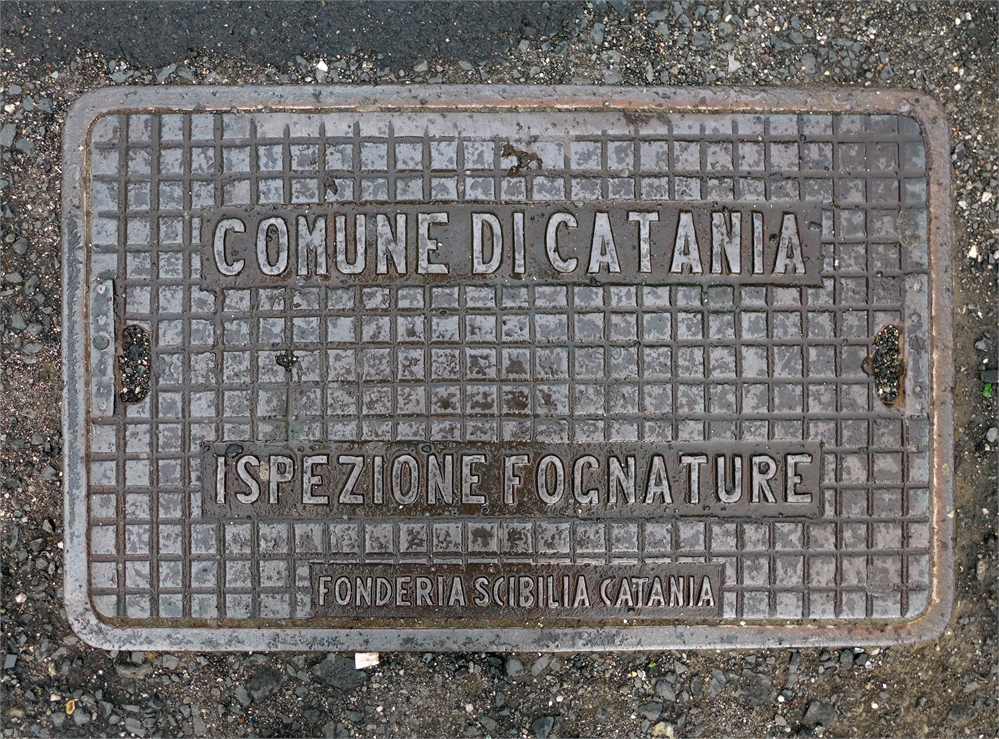 COMUNE DI CATANIA
ISPEZIONE FOGNATURE
FONDERIA SCIBILIA CATANIA